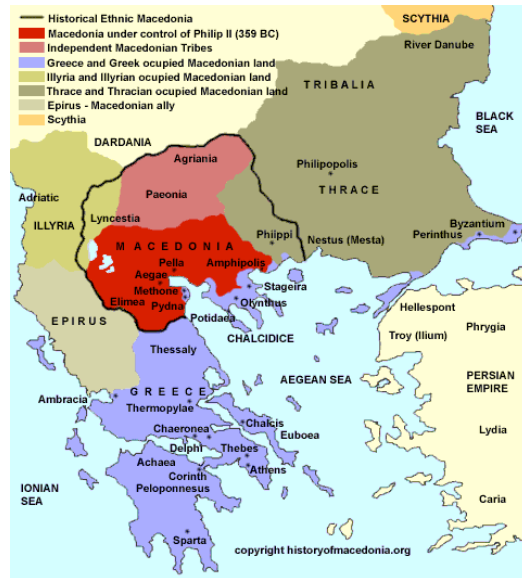 Historical Ethnic Macedonia
Macedonia under control of Philip II (359 BC)
Independent Macedonian Tribes
Greece and Greek ocupied Macedonian land
Illyria and Illyrian ocupied Macedonian land
Thrace and Thracian ocupied Macedonian land
Epirus - Macedonian ally
Scythia
SCYTHIA
River Danube
TRIBALIA
BLACK
SEA
DARDANIA
Agriania
Philipopolis
THRACE
Paeonia
Adriatic
Lyncestia
ILLYRIA
Byzantium
Perinthus
MACEDONIA
Phiippi
Nestus (Mesta)
Pella
Amphipolis
Aegae
Methone
Stageira
Elimea
Pydna
Olynthus
Hellespont
EPIRUS
Potidaea
Phrygia
CHALCIDICE
Troy (Ilium)
Thessaly
AEGEAN SEA
PERSIAN
EMPIRE
GREECE
Ambracia
Thermopylae
Chalcis
Lydia
Chaeronea
Euboea
Delphi
Thebes
Achaea
Athens
IONIAN
SEA
Corinth
Peloponnesus
Caria
Sparta
copyright historyofmacedonia.org